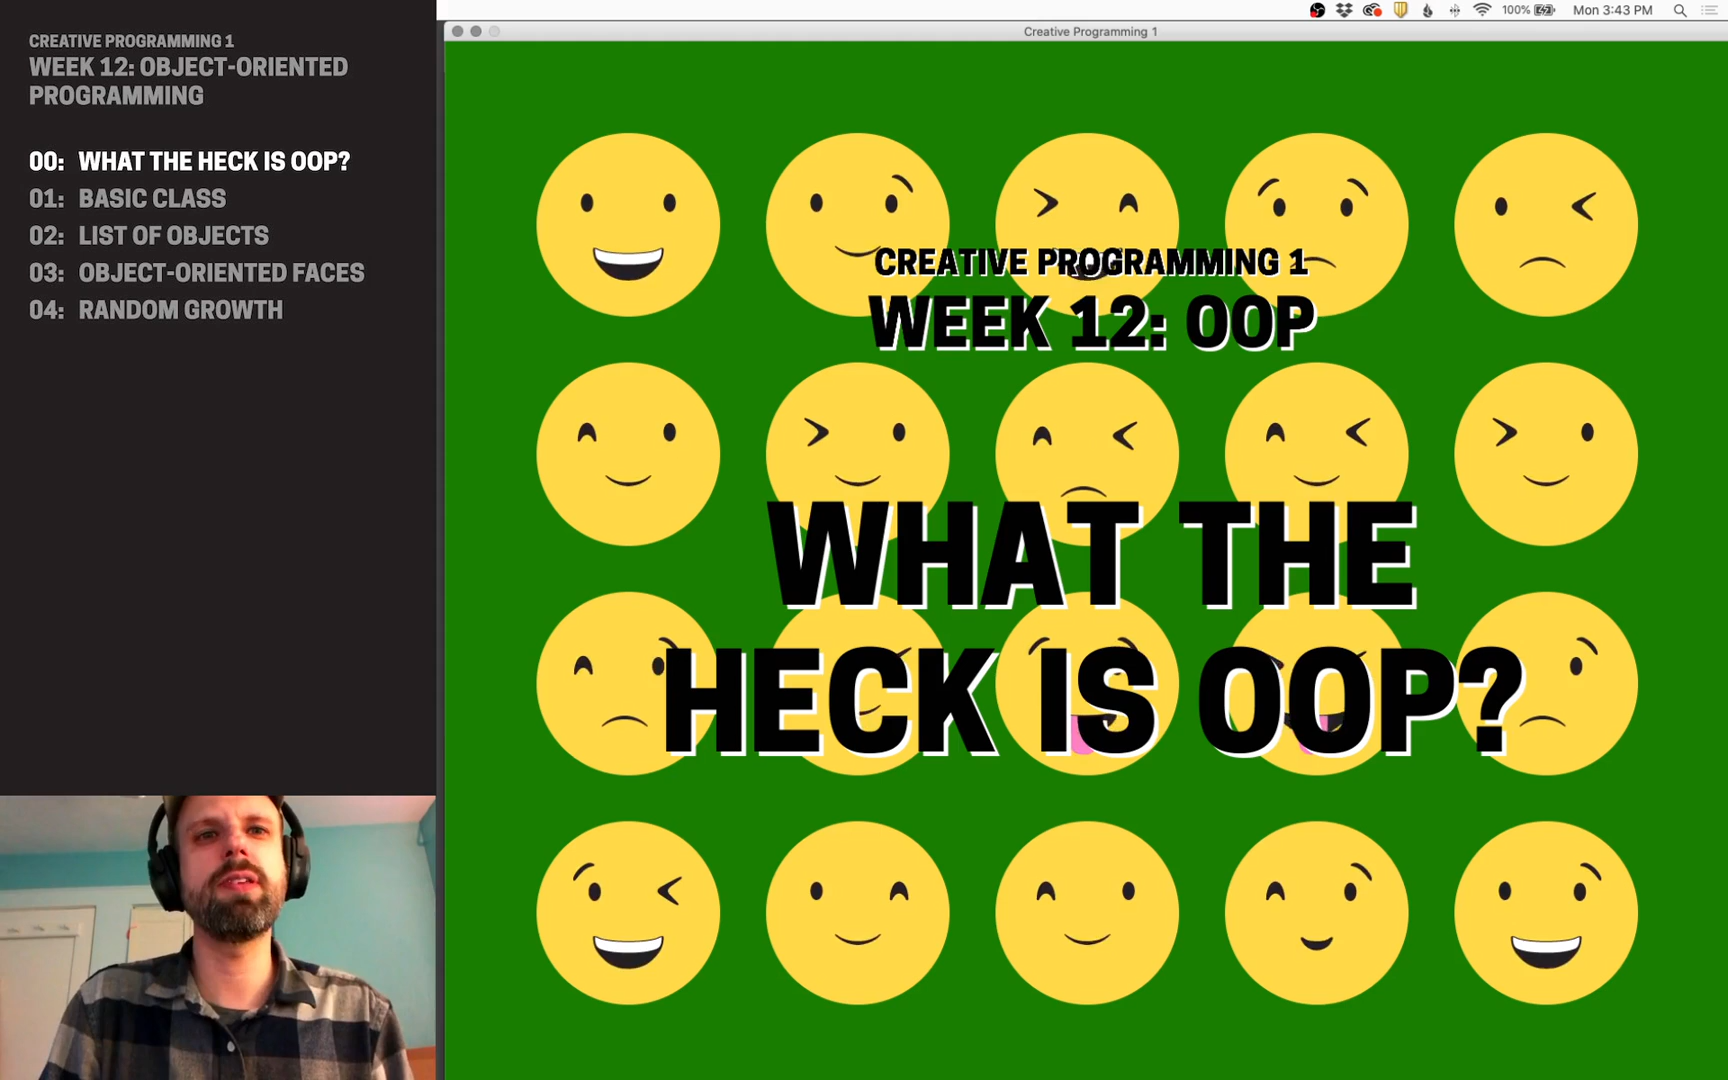 CREATIVE PROGRAMMING 1
WEEK 12: OBJECT-ORIENTED
PROGRAMMING
00: WHAT THE HECK IS OOP?
01: BASIC CLASS
02: LIST OF OBJECTS
03: OBJECT-ORIENTED FACES
04: RANDOM GROWTH
100%
Mon 3:43 PM
Creative Programming 1
CREATIVE PROGRAMMING 1
WEEK 12: OOP
WHAT THE
HECK IS OOP?